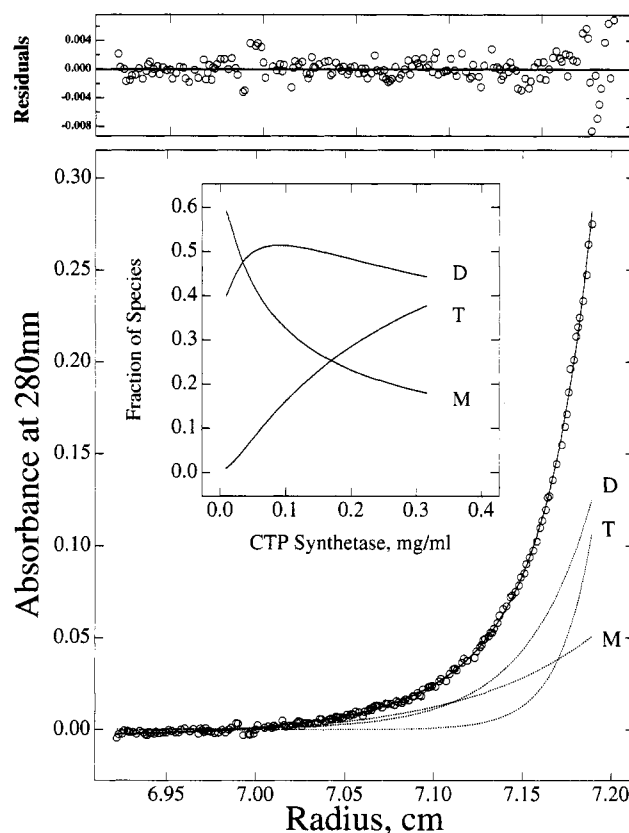 Residuals
0.004
0.000
-0.004
-0.008
Absorbance at 280nm
0.30
0.25
0.20
0.15
0.10
0.05
0.00
Fraction of Species
0.6
0.5
0.4
0.3
0.2
0.1
0.0
D
T
M
0.0 0.1 0.2 0.3 0.4
CTP Synthetase, mg/ml
D
T
M
6.95 7.00 7.05 7.10 7.15 7.20
Radius, cm